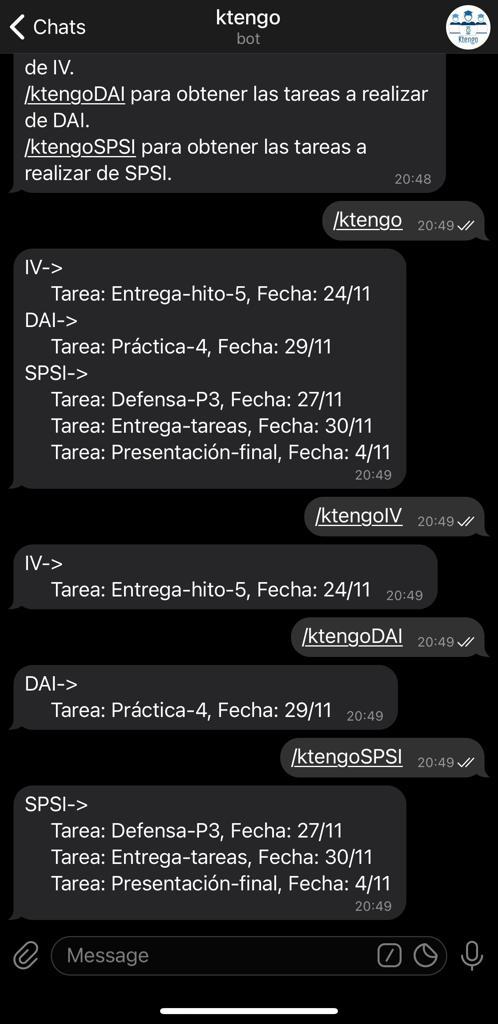 Chats
ktengo
bot
Ktengo
de IV.
/ktengoDAI para obtener las tareas a realizar
de DAI.
/ktengoSPSI para obtener las tareas a
realizar de SPSI.
20:48
/ktengo 20:49
IV->
Tarea: Entrega-hito-5, Fecha: 24/11
DAI->
Tarea: Práctica-4, Fecha: 29/11
SPSI->
Tarea: Defensa-P3, Fecha: 27/11
Tarea: Entrega-tareas, Fecha: 30/11
Tarea: Presentación-final, Fecha: 4/11
20:49
/ktengoIV 20:49
IV->
Tarea: Entrega-hito-5, Fecha: 24/11 20:49
/ktengoDAI 20:49
DAI->
Tarea: Práctica-4, Fecha: 29/11 20:49
/ktengoSPSI 20:49
SPSI->
Tarea: Defensa-P3, Fecha: 27/11
Tarea: Entrega-tareas, Fecha: 30/11
Tarea: Presentación-final, Fecha: 4/11
20:49
Message